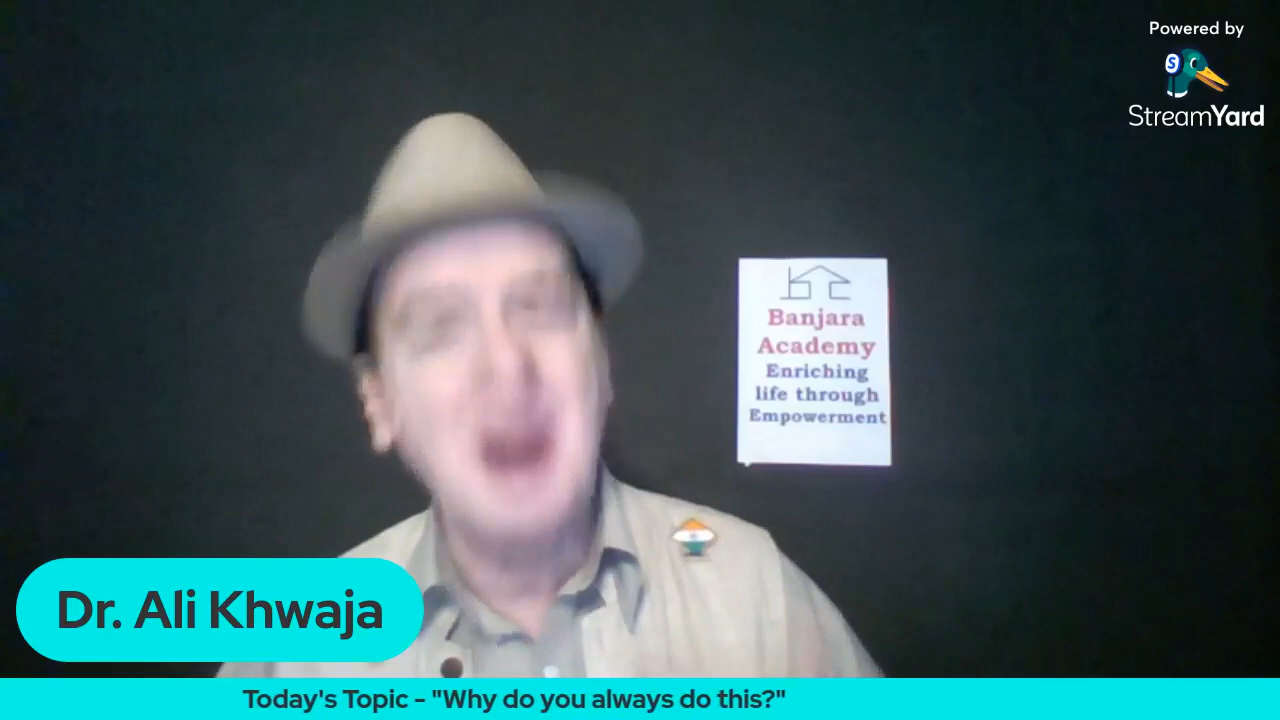 Powered by
StreamYard
Banjara
Academy
Enriching
life through
Empowerment
Dr. Ali Khwaja
Today's Topic - "Why do you always do this?"